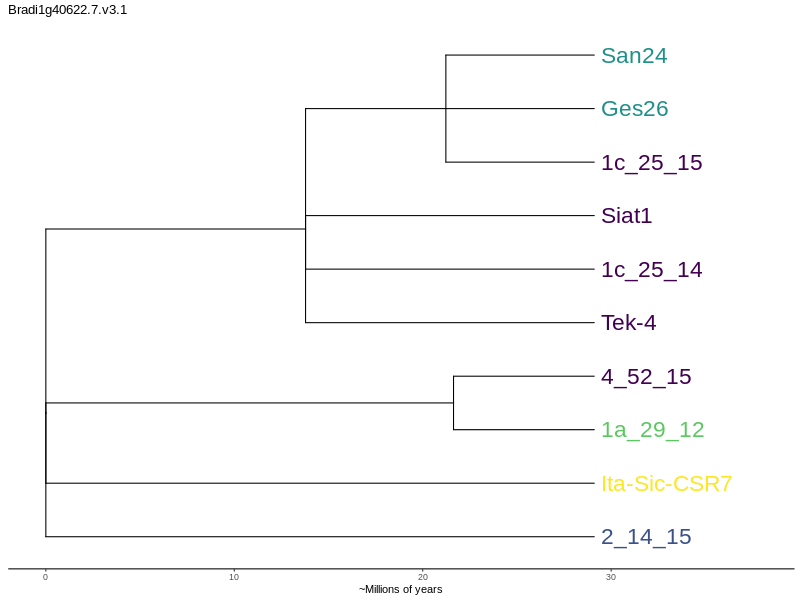 Bradi1g40622.7.v3.1
San24
Ges26
1c_25_15
Siat1
1c_25_14
Tek-4
4_52_15
1a_29_12
Ita-Sic-CSR7
2_14_15
0 10 20 30
~Millions of years